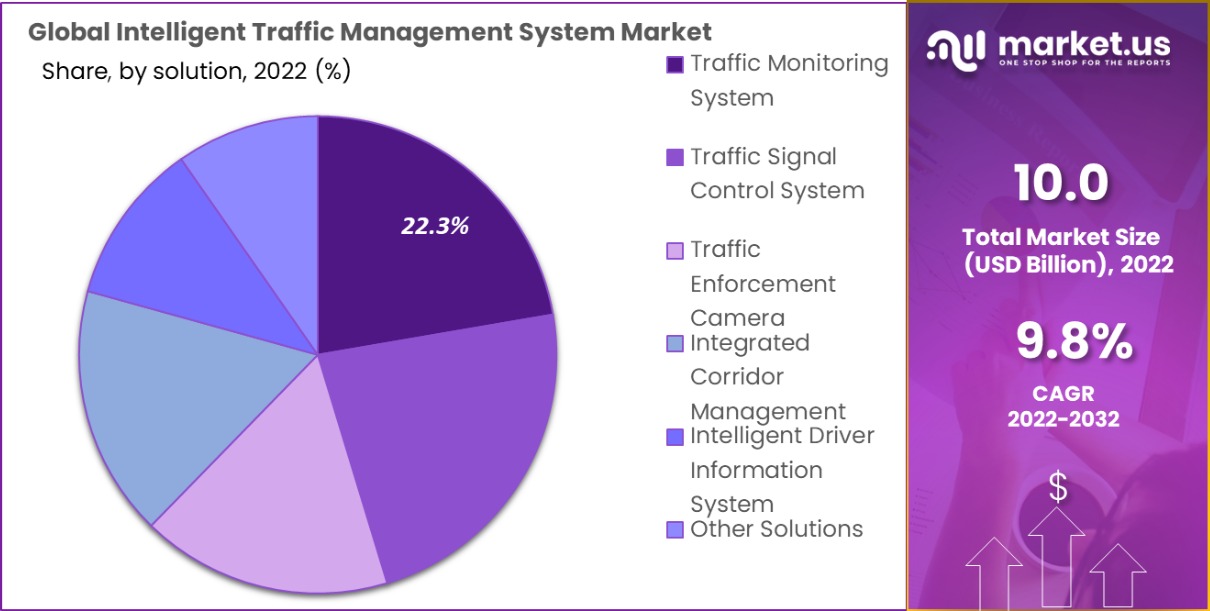 Global Intelligent Traffic Management System Market
Share, by solution, 2022 (%)
22.3%
Traffic Monitoring
System
Traffic Signal
Control System
Traffic
Enforcement
Camera
Integrated
Corridor
Management
Intelligent Driver
Information
System
Other Solutions
market.us
ONE STOP SHOP FOR THE REPORTS
10.0
Total Market Size
(USD Billion), 2022
9.8%
CAGR
2022-2032
$